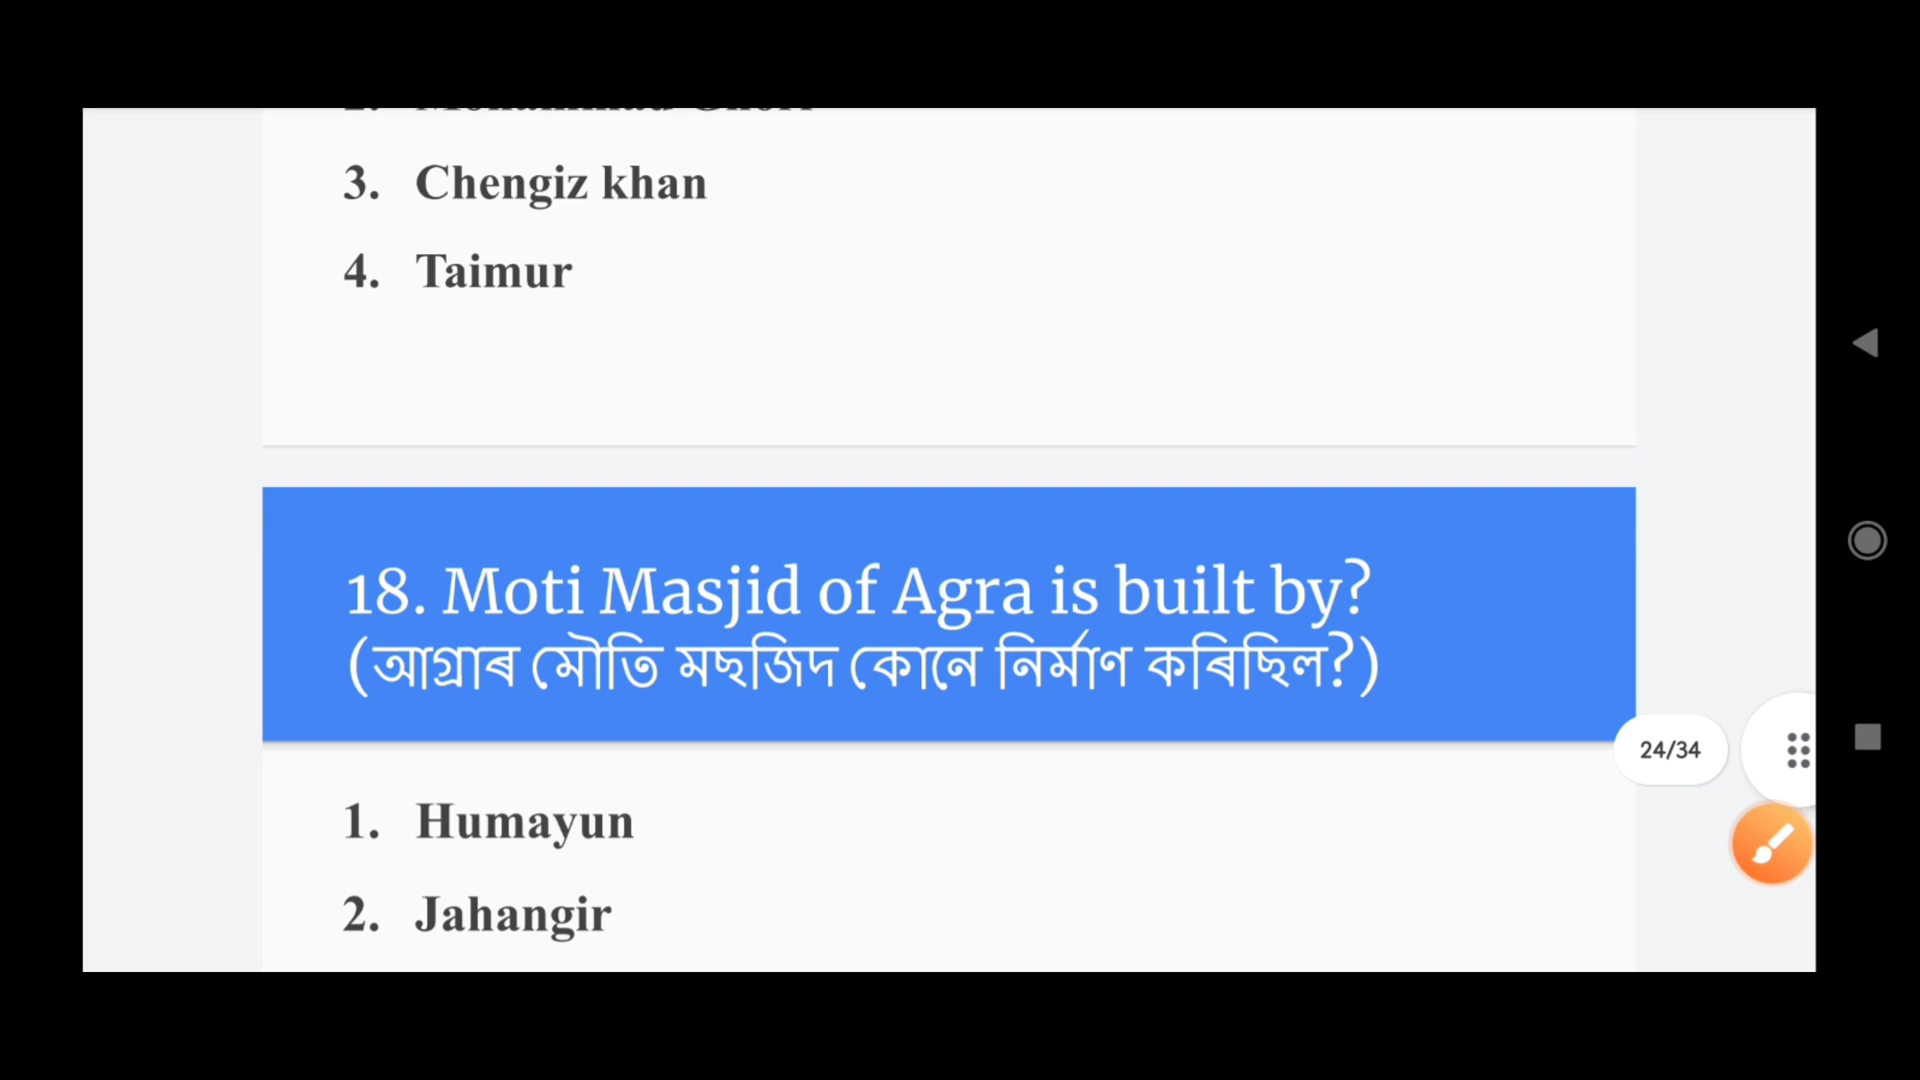 3. Chengiz khan
4. Taimur
18. Moti Masjid of Agra is built by?
(আগ্ৰাৰ মৌতি মছজিদ কোনে নিৰ্মাণ কৰিছিল?)
24/34
1. Humayun
2. Jahangir